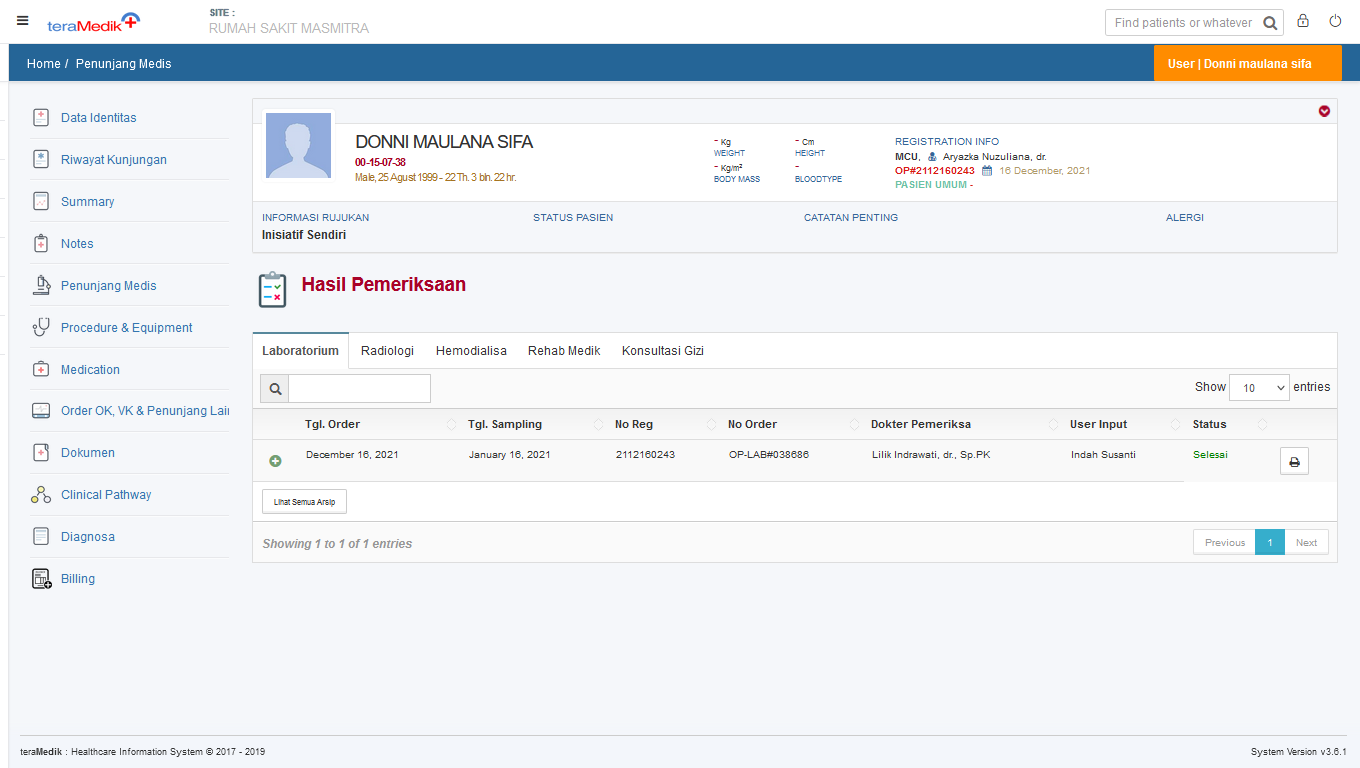 teraMedik
SITE :
RUMAH SAKIT MASMITRA
Find patients or whatever
Home / Penunjang Medis
User | Donni maulana sifa
Data Identitas
Riwayat Kunjungan
Summary
Notes
Penunjang Medis
Procedure & Equipment
Medication
Order OK, VK & Penunjang Lain
Dokumen
Clinical Pathway
Diagnosa
Billing
DONNI MAULANA SIFA
00-15-07-38
Male, 25 Agust 1999 - 22 Th. 3 bln. 22 hr.
- Kg
WEIGHT
- Cm
HEIGHT
- Kg/m²
BODY MASS
-
BLOODTYPE
REGISTRATION INFO
MCU, Aryazka Nuzuliana, dr.
OP#2112160243 16 December, 2021
PASIEN UMUM -
INFORMASI RUJUKAN
Inisiatif Sendiri
STATUS PASIEN
CATATAN PENTING
ALERGI
Hasil Pemeriksaan
Laboratorium Radiologi Hemodialisa Rehab Medik Konsultasi Gizi
Show 10 entries
Tgl. Order Tgl. Sampling No Reg No Order Dokter Pemeriksa User Input Status
December 16, 2021 January 16, 2021 2112160243 OP-LAB#038686 Lilik Indrawati, dr., Sp.PK Indah Susanti Selesai
Lihat Semua Arsip
Showing 1 to 1 of 1 entries
Previous 1 Next
teraMedik : Healthcare Information System © 2017 - 2019
System Version v3.6.1